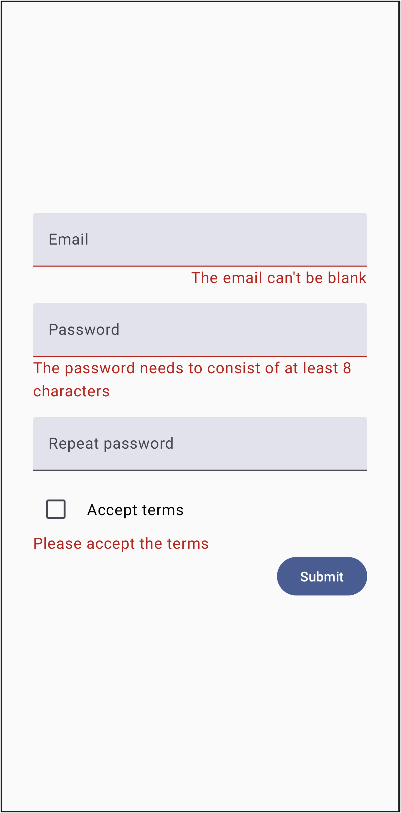 Email
The email can't be blank
Password
The password needs to consist of at least 8
characters
Repeat password
Accept terms
Please accept the terms
Submit